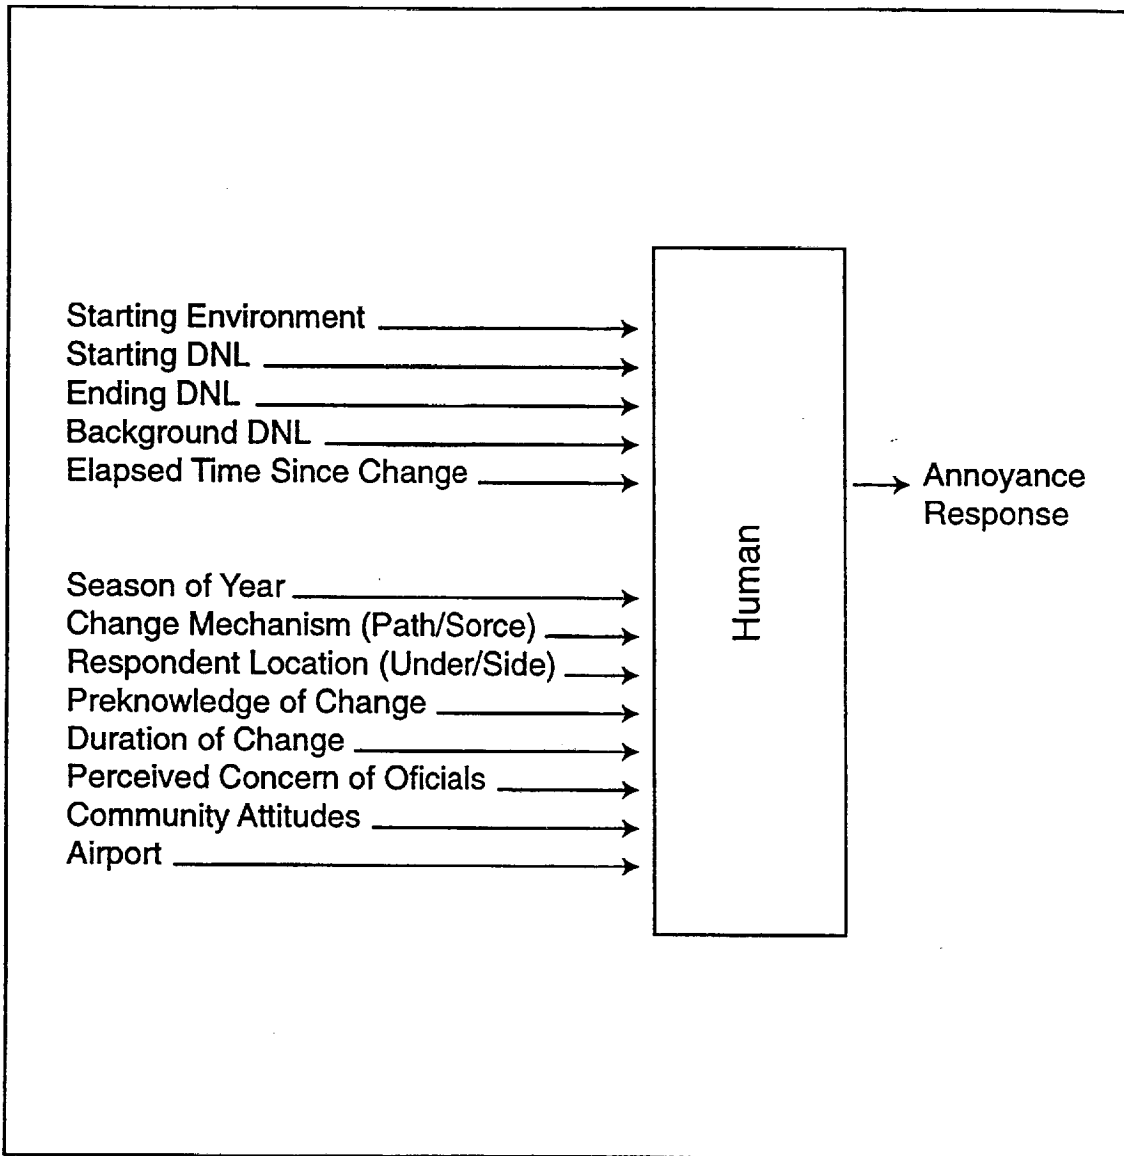 Starting Environment
Starting DNL
Ending DNL
Background DNL
Elapsed Time Since Change
Season of Year
Change Mechanism (Path/Sorce)
Respondent Location (Under/Side)
Preknowledge of Change
Duration of Change
Perceived Concern of Oficials
Community Attitudes
Airport
Human
Annoyance
Response